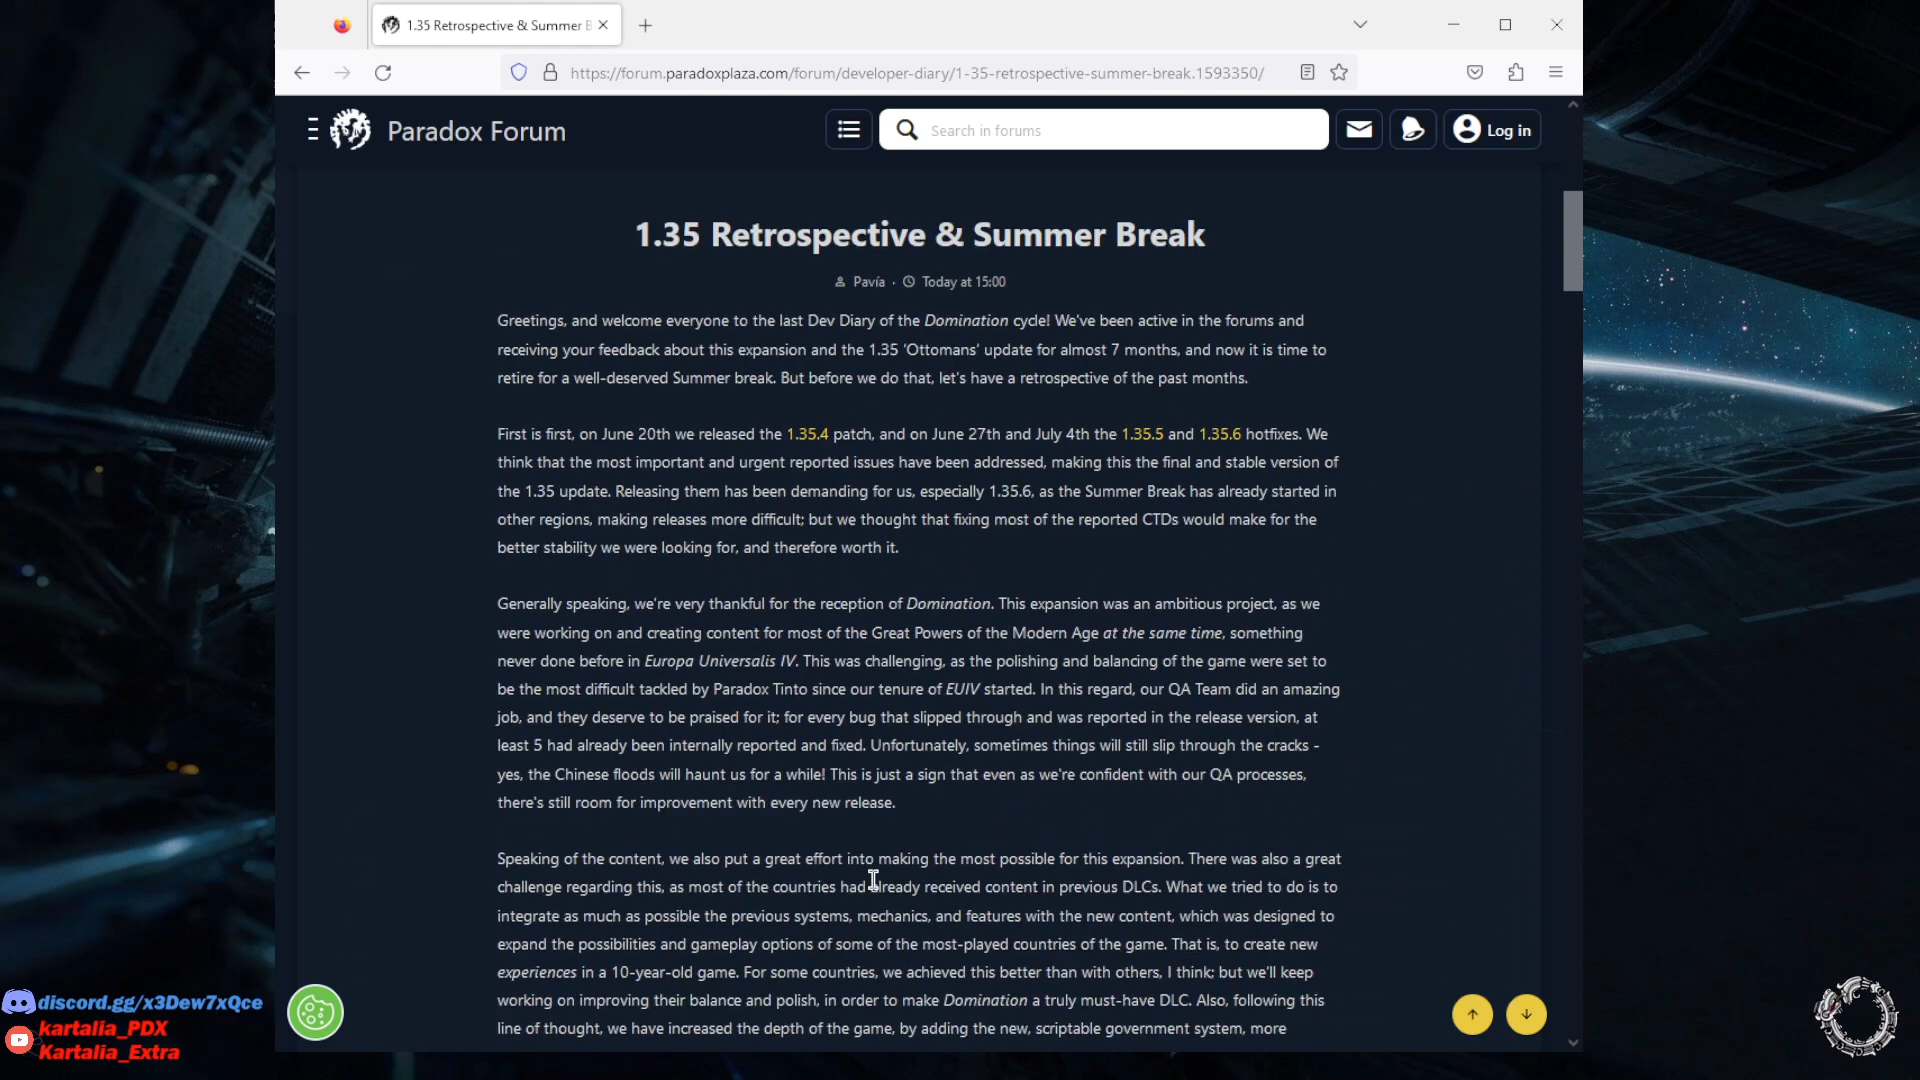 1.35 Retrospective & Summer B
https://forum.paradoxplaza.com/forum/developer-diary/1-35-retrospective-summer-break.1593350/
Paradox Forum
Search in forums
Log in
1.35 Retrospective & Summer Break
Pavía · Today at 15:00
Greetings, and welcome everyone to the last Dev Diary of the Domination cycle! We've been active in the forums and
receiving your feedback about this expansion and the 1.35 'Ottomans' update for almost 7 months, and now it is time to
retire for a well-deserved Summer break. But before we do that, let's have a retrospective of the past months.
First is first, on June 20th we released the 1.35.4 patch, and on June 27th and July 4th the 1.35.5 and 1.35.6 hotfixes. We
think that the most important and urgent reported issues have been addressed, making this the final and stable version of
the 1.35 update. Releasing them has been demanding for us, especially 1.35.6, as the Summer Break has already started in
other regions, making releases more difficult; but we thought that fixing most of the reported CTDs would make for the
better stability we were looking for, and therefore worth it.
Generally speaking, we're very thankful for the reception of Domination. This expansion was an ambitious project, as we
were working on and creating content for most of the Great Powers of the Modern Age at the same time, something
never done before in Europa Universalis IV. This was challenging, as the polishing and balancing of the game were set to
be the most difficult tackled by Paradox Tinto since our tenure of EUIV started. In this regard, our QA Team did an amazing
job, and they deserve to be praised for it; for every bug that slipped through and was reported in the release version, at
least 5 had already been internally reported and fixed. Unfortunately, sometimes things will still slip through the cracks -
yes, the Chinese floods will haunt us for a while! This is just a sign that even as we're confident with our QA processes,
there's still room for improvement with every new release.
Speaking of the content, we also put a great effort into making the most possible for this expansion. There was also a great
challenge regarding this, as most of the countries had already received content in previous DLCs. What we tried to do is to
integrate as much as possible the previous systems, mechanics, and features with the new content, which was designed to
expand the possibilities and gameplay options of some of the most-played countries of the game. That is, to create new
experiences in a 10-year-old game. For some countries, we achieved this better than with others, I think; but we'll keep
working on improving their balance and polish, in order to make Domination a truly must-have DLC. Also, following this
line of thought, we have increased the depth of the game, by adding the new, scriptable government system, more
discord.gg/x3Dew7xQce
kartalia_PDX
Kartalia_Extra